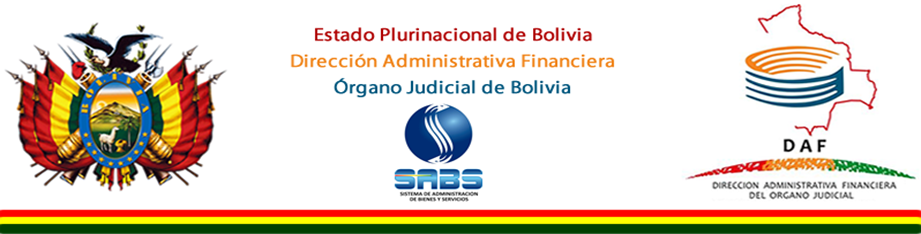 Estado Plurinacional de Bolivia
Dirección Administrativa Financiera
Órgano Judicial de Bolivia
SABS
SISTEMA DE ADMINISTRACION
DE BIENES Y SERVICIOS
DAF
DIRECCION ADMINISTRATIVA FINANCIERA
DEL ORGANO JUDICIAL